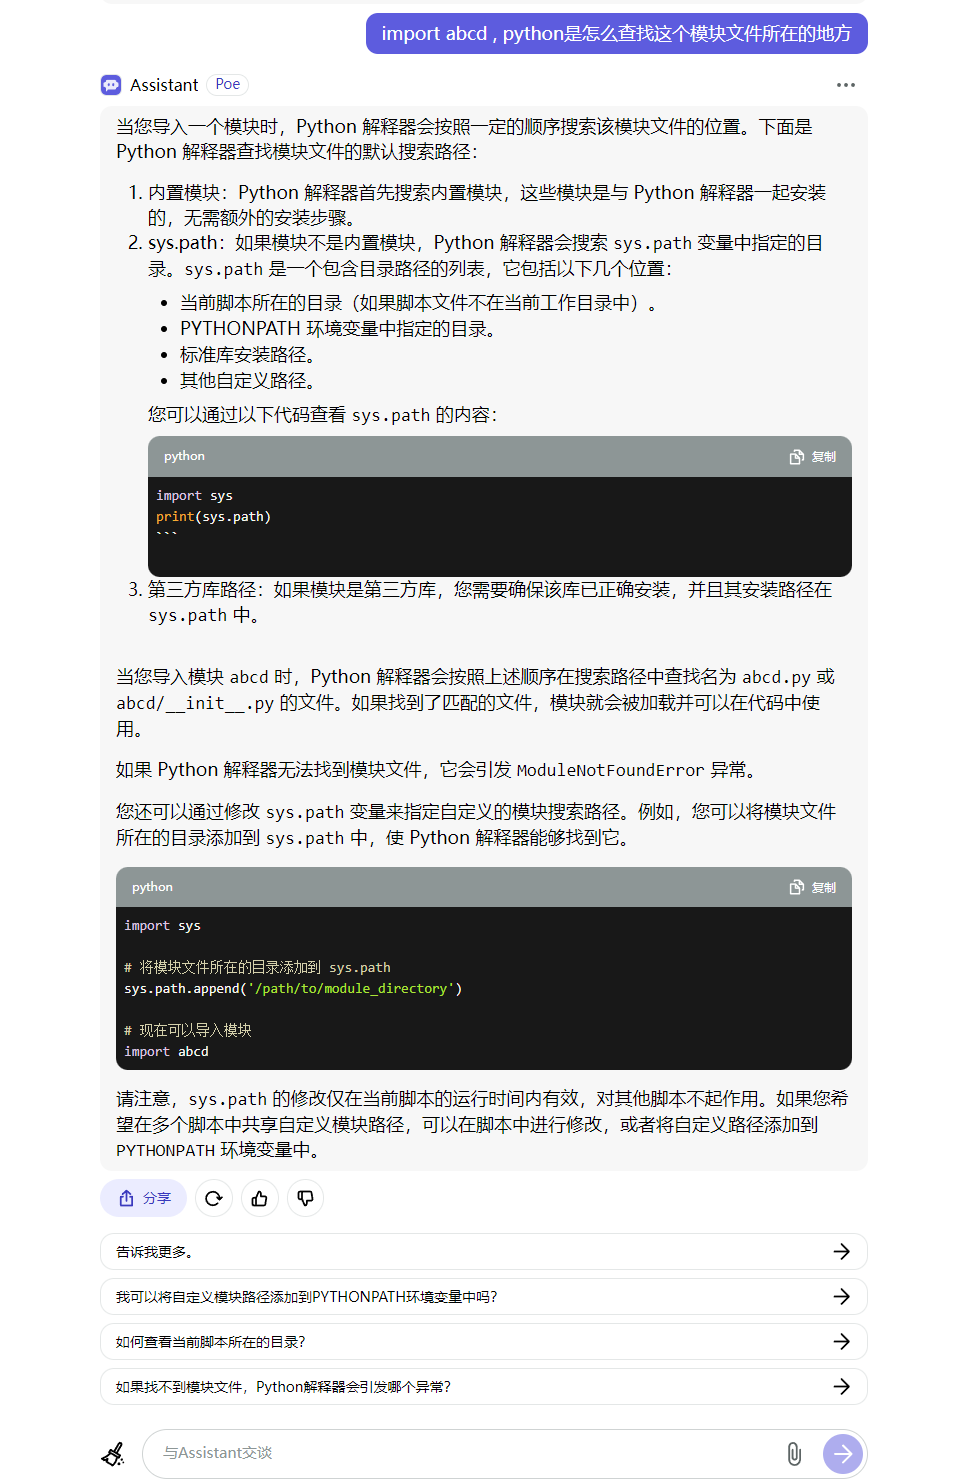 import abcd , python是怎么查找这个模块文件所在的地方
Assistant Poe
当您导入一个模块时，Python 解释器会按照一定的顺序搜索该模块文件的位置。下面是
Python 解释器查找模块文件的默认搜索路径：
1. 内置模块：Python 解释器首先搜索内置模块，这些模块是与 Python 解释器一起安装
的，无需额外的安装步骤。
2. sys.path：如果模块不是内置模块，Python 解释器会搜索 sys.path 变量中指定的目
录。sys.path 是一个包含目录路径的列表，它包括以下几个位置：
• 当前脚本所在的目录（如果脚本文件不在当前工作目录中）。
• PYTHONPATH 环境变量中指定的目录。
• 标准库安装路径。
• 其他自定义路径。
您可以通过以下代码查看 sys.path 的内容：
python 复制
import sys
print(sys.path)
```
3. 第三方库路径：如果模块是第三方库，您需要确保该库已正确安装，并且其安装路径在
sys.path 中。
当您导入模块 abcd 时，Python 解释器会按照上述顺序在搜索路径中查找名为 abcd.py 或
abcd/__init__.py 的文件。如果找到了匹配的文件，模块就会被加载并可以在代码中使
用。
如果 Python 解释器无法找到模块文件，它会引发 ModuleNotFoundError 异常。
您还可以通过修改 sys.path 变量来指定自定义的模块搜索路径。例如，您可以将模块文件
所在的目录添加到 sys.path 中，使 Python 解释器能够找到它。
python 复制
import sys
# 将模块文件所在的目录添加到 sys.path
sys.path.append('/path/to/module_directory')
# 现在可以导入模块
import abcd
请注意，sys.path 的修改仅在当前脚本的运行时间内有效，对其他脚本不起作用。如果您希
望在多个脚本中共享自定义模块路径，可以在脚本中进行修改，或者将自定义路径添加到
PYTHONPATH 环境变量中。
分享
告诉我更多。
我可以将自定义模块路径添加到PYTHONPATH环境变量中吗？
如何查看当前脚本所在的目录？
如果找不到模块文件，Python解释器会引发哪个异常？
与Assistant交谈